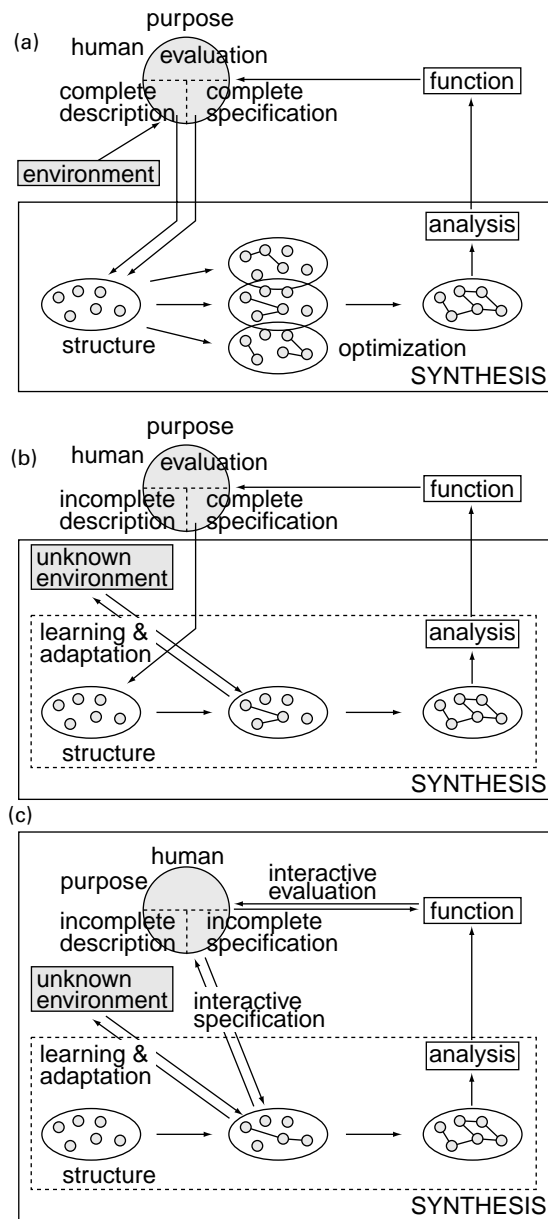 (a)
purpose
human
evaluation
complete
description
complete
specification
function
environment
analysis
structure
optimization
SYNTHESIS
(b)
purpose
human
evaluation
incomplete
description
complete
specification
function
unknown
environment
learning &
adaptation
analysis
structure
SYNTHESIS
(c)
human
purpose
interactive
evaluation
incomplete
description
incomplete
specification
function
unknown
environment
interactive
specification
learning &
adaptation
analysis
structure
SYNTHESIS